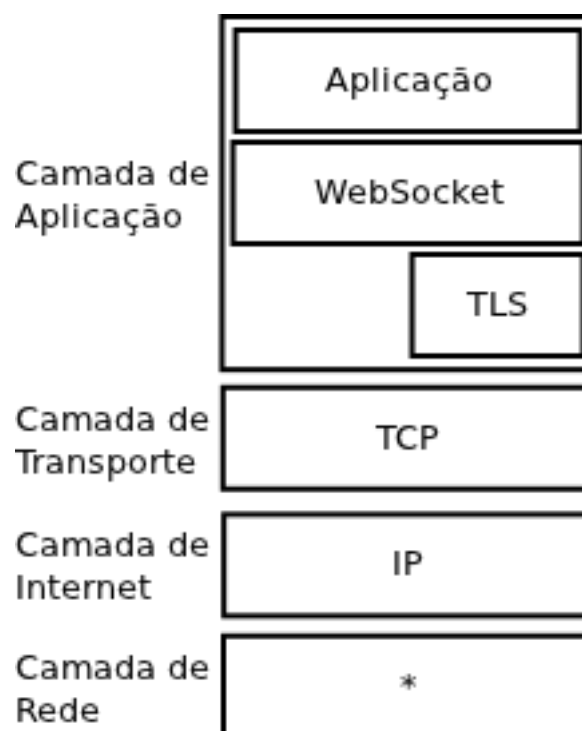 Aplicação
Camada de
Aplicação
WebSocket
TLS
Camada de
Transporte
TCP
Camada de
Internet
IP
Camada de
Rede
*